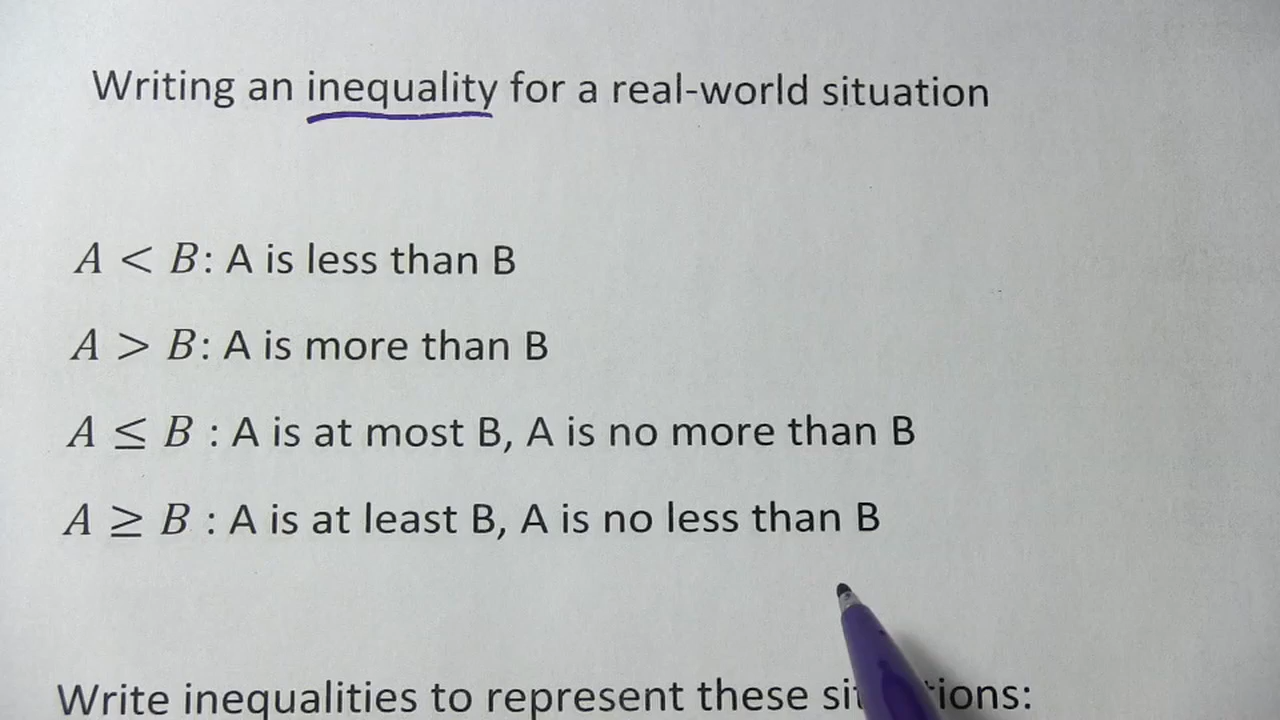 Writing an inequality for a real-world situation
A < B: A is less than B
A > B: A is more than B
A ≤ B : A is at most B, A is no more than B
A ≥ B : A is at least B, A is no less than B
Write inequalities to represent these